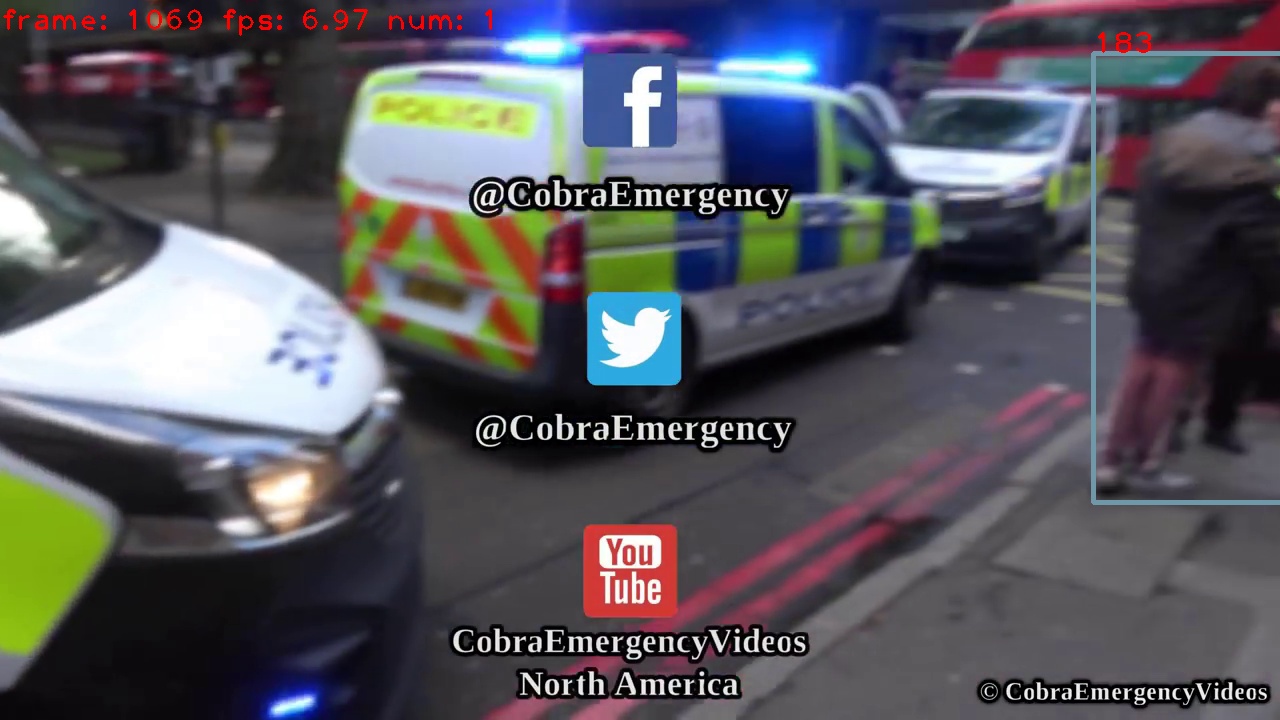 frame: 1069 fps: 6.97 num: 1
183
POLICE
f
@CobraEmergency
@CobraEmergency
You
Tube
CobraEmergencyVideos
North America
© CobraEmergencyVideos